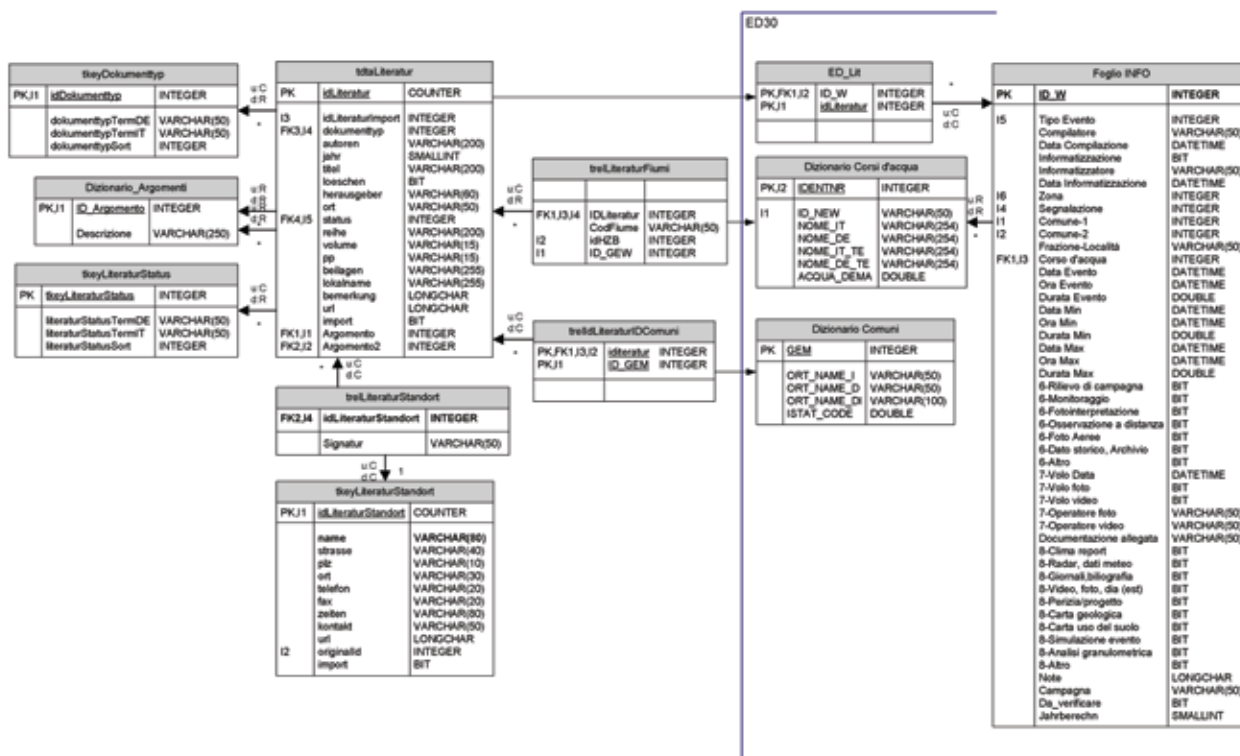 ED30
tkeyDokumenttyp
PK,I1 idDokumenttyp INTEGER
dokumenttypTermDE VARCHAR(50)
dokumenttypTermIT VARCHAR(50)
dokumenttypSort INTEGER
u:C
d:R
*
Dizionario_Argomenti
PK,I1 ID_Argomento INTEGER
Descrizione VARCHAR(250)
u:R
d:R
*
tkeyLiteraturStatus
PK tkeyLiteraturStatus INTEGER
literaturStatusTermDE VARCHAR(50)
literaturStatusTermIT VARCHAR(50)
literaturStatusSort INTEGER
u:C
d:R
*
tdtaLiteratur
PK idLiteratur COUNTER
I3 idLiteraturImport INTEGER
FK3,I4 dokumenttyp INTEGER
autoren VARCHAR(200)
jahr SMALLINT
titel VARCHAR(200)
loeschen BIT
herausgeber VARCHAR(60)
ort VARCHAR(50)
FK4,I5 status INTEGER
reihe VARCHAR(200)
volume VARCHAR(15)
pp VARCHAR(15)
beilagen VARCHAR(255)
lokalname VARCHAR(255)
bemerkung LONGCHAR
url LONGCHAR
import BIT
FK1,I1 Argomento INTEGER
FK2,I2 Argomento2 INTEGER
* u:C
d:C
trelLiteraturStandort
FK2,I4 idLiteraturStandort INTEGER
Signatur VARCHAR(50)
u:C
d:C 1
tkeyLiteraturStandort
PK,I1 idLiteraturStandort COUNTER
name VARCHAR(80)
strasse VARCHAR(40)
plz VARCHAR(10)
ort VARCHAR(30)
telefon VARCHAR(20)
fax VARCHAR(20)
zeiten VARCHAR(80)
kontakt VARCHAR(50)
url LONGCHAR
I2 originalId INTEGER
import BIT
u:C
d:R
*
trelLiteraturFiumi
FK1,I3,I4 IDLiteratur INTEGER
CodFiume VARCHAR(50)
I2 idHZB INTEGER
I1 ID_GEW INTEGER
u:C
d:C
*
trelIdLiteraturIDComuni
PK,FK1,I3,I2 idliteratur INTEGER
PK,I1 ID_GEM INTEGER
ED_Lit
PK,FK1,I2 ID_W INTEGER
PK,I1 idLiteratur INTEGER
*
u:C
d:C
Dizionario Corsi d'acqua
PK,I2 IDENTNR INTEGER
I1 ID_NEW VARCHAR(50)
NOME_IT VARCHAR(254)
NOME_DE VARCHAR(254)
NOME_IT_TE VARCHAR(254)
NOME_DE_TE VARCHAR(254)
ACQUA_DEMA DOUBLE
u:R
d:R
*
Dizionario Comuni
PK GEM INTEGER
ORT_NAME_I VARCHAR(50)
ORT_NAME_D VARCHAR(50)
ORT_NAME_DI VARCHAR(100)
ISTAT_CODE DOUBLE
Foglio INFO
PK ID_W INTEGER
I5 Tipo Evento INTEGER
Compilatore VARCHAR(50)
Data Compilazione DATETIME
Informatizzazione BIT
Informatizzatore VARCHAR(50)
Data Informatizzazione DATETIME
I6 Zona INTEGER
I4 Segnalazione INTEGER
I1 Comune-1 INTEGER
I2 Comune-2 INTEGER
Frazione-Località VARCHAR(50)
FK1,I3 Corso d'acqua INTEGER
Data Evento DATETIME
Ora Evento DATETIME
Durata Evento DOUBLE
Data Min DATETIME
Ora Min DATETIME
Durata Min DOUBLE
Data Max DATETIME
Ora Max DATETIME
Durata Max DOUBLE
6-Rilievo di campagna BIT
6-Monitoraggio BIT
6-Fotointerpretazione BIT
6-Osservazione a distanza BIT
6-Foto Aeree BIT
6-Dato storico, Archivio BIT
6-Altro BIT
7-Volo Data DATETIME
7-Volo foto BIT
7-Volo video BIT
7-Operatore foto VARCHAR(50)
7-Operatore video VARCHAR(50)
Documentazione allegata VARCHAR(50)
8-Clima report BIT
8-Radar, dati meteo BIT
8-Giornali,biliografia BIT
8-Video, foto, dia (est) BIT
8-Perizia/progetto BIT
8-Carta geologica BIT
8-Carta uso del suolo BIT
8-Simulazione evento BIT
8-Analisi granulometrica BIT
8-Altro BIT
Note LONGCHAR
Campagna VARCHAR(50)
Da_verificare BIT
Jahrberechn SMALLINT